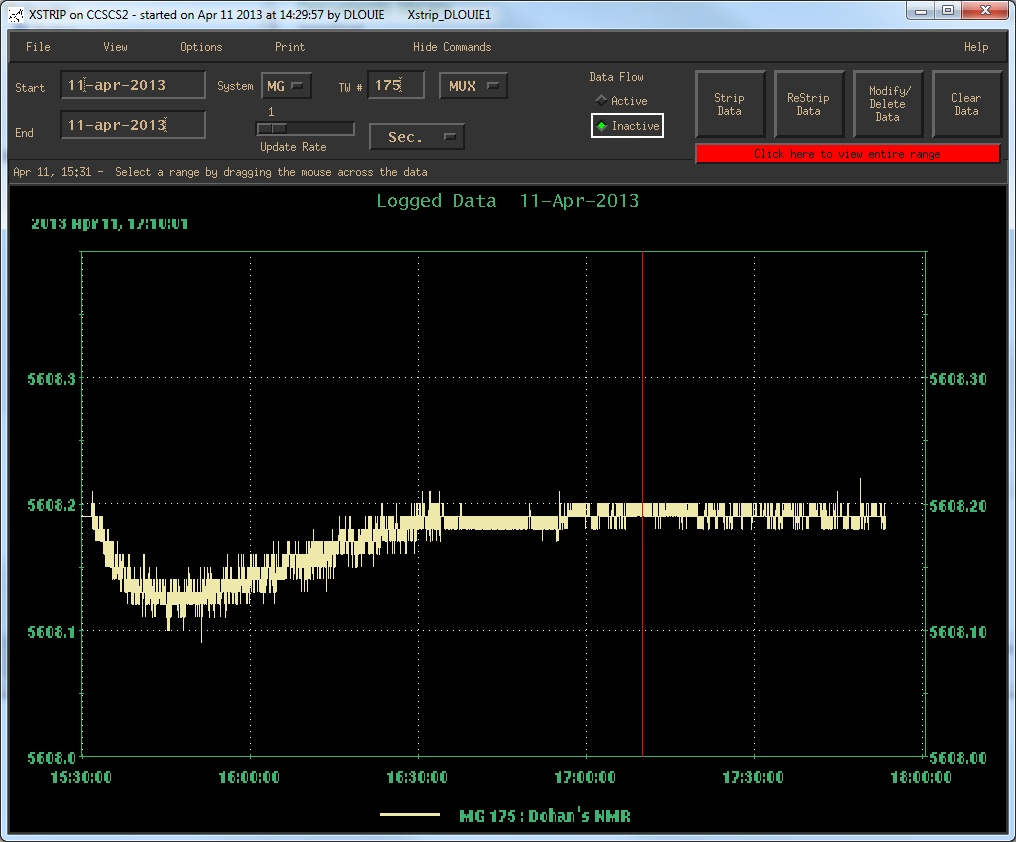 XSTRIP on CCSCS2 - started on Apr 11 2013 at 14:29:57 by DLOUIE Xstrip_DLOUIE1
File View Options Print Hide Commands Help
Start 11-apr-2013 System MG TW # 175 MUX
End 11-apr-2013
1
Update Rate
Sec.
Data Flow
Active
Inactive
Strip
Data
ReStrip
Data
Modify/
Delete
Data
Clear
Data
Click here to view entire range
Apr 11, 15:31 - Select a range by dragging the mouse across the data
Logged Data 11-Apr-2013
2013 Apr 11, 17:10:01
5608.3 5608.30
5608.2 5608.20
5608.1 5608.10
5608.0 5608.00
15:30:00 16:00:00 16:30:00 17:00:00 17:30:00 18:00:00
MG 175 : Dohan's NMR